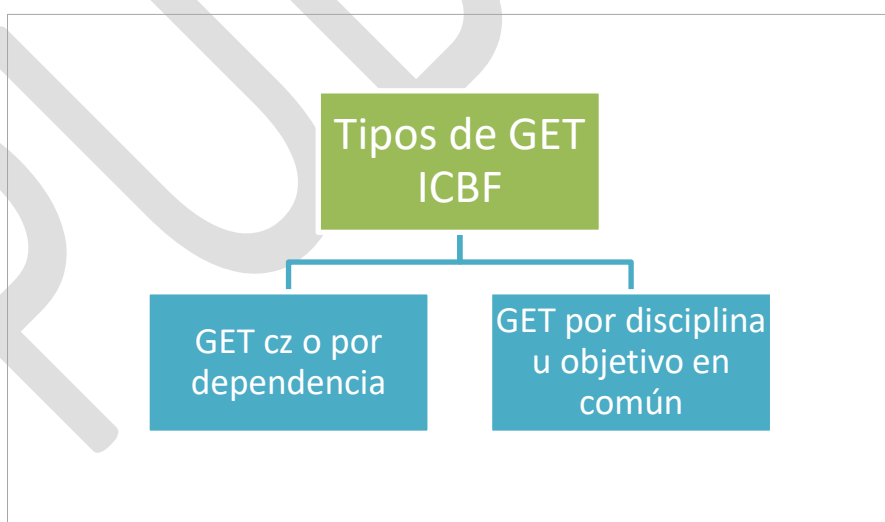 Tipos de GET
ICBF
GET cz o por
dependencia
GET por disciplina
u objetivo en
común